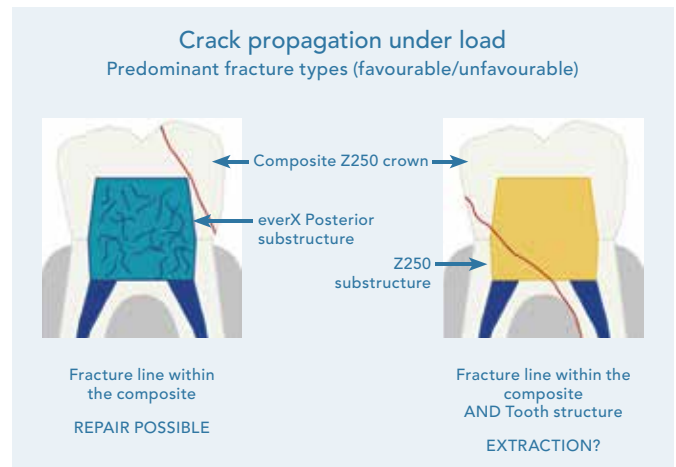 Crack propagation under load
Predominant fracture types (favourable/unfavourable)
Composite Z250 crown
everX Posterior
substructure
Z250
substructure
Fracture line within
the composite
REPAIR POSSIBLE
Fracture line within the
composite
AND Tooth structure
EXTRACTION?